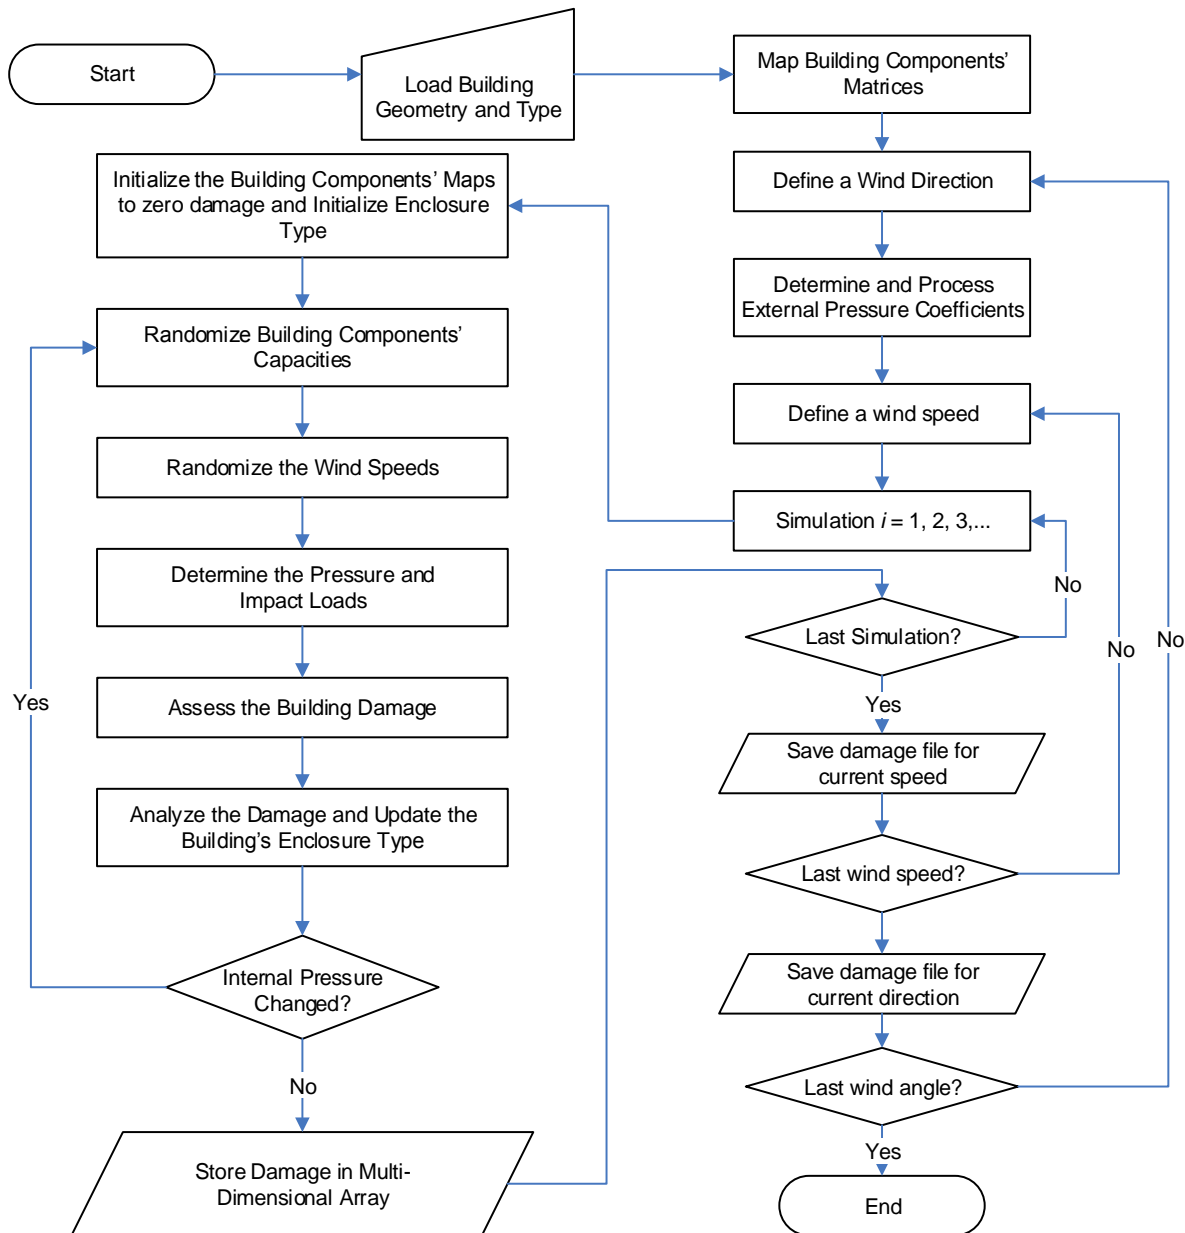 Start
Load Building
Geometry and Type
Map Building Components’
Matrices
Define a Wind Direction
Determine and Process
External Pressure Coefficients
Define a wind speed
Simulation i = 1, 2, 3,...
Initialize the Building Components’ Maps
to zero damage and Initialize Enclosure
Type
Randomize Building Components’
Capacities
Randomize the Wind Speeds
Determine the Pressure and
Impact Loads
Assess the Building Damage
Analyze the Damage and Update the
Building’s Enclosure Type
Internal Pressure
Changed?
Yes
No
Store Damage in Multi-
Dimensional Array
Last Simulation?
No
Yes
Save damage file for
current speed
Last wind speed?
No
Save damage file for
current direction
Last wind angle?
No
Yes
End